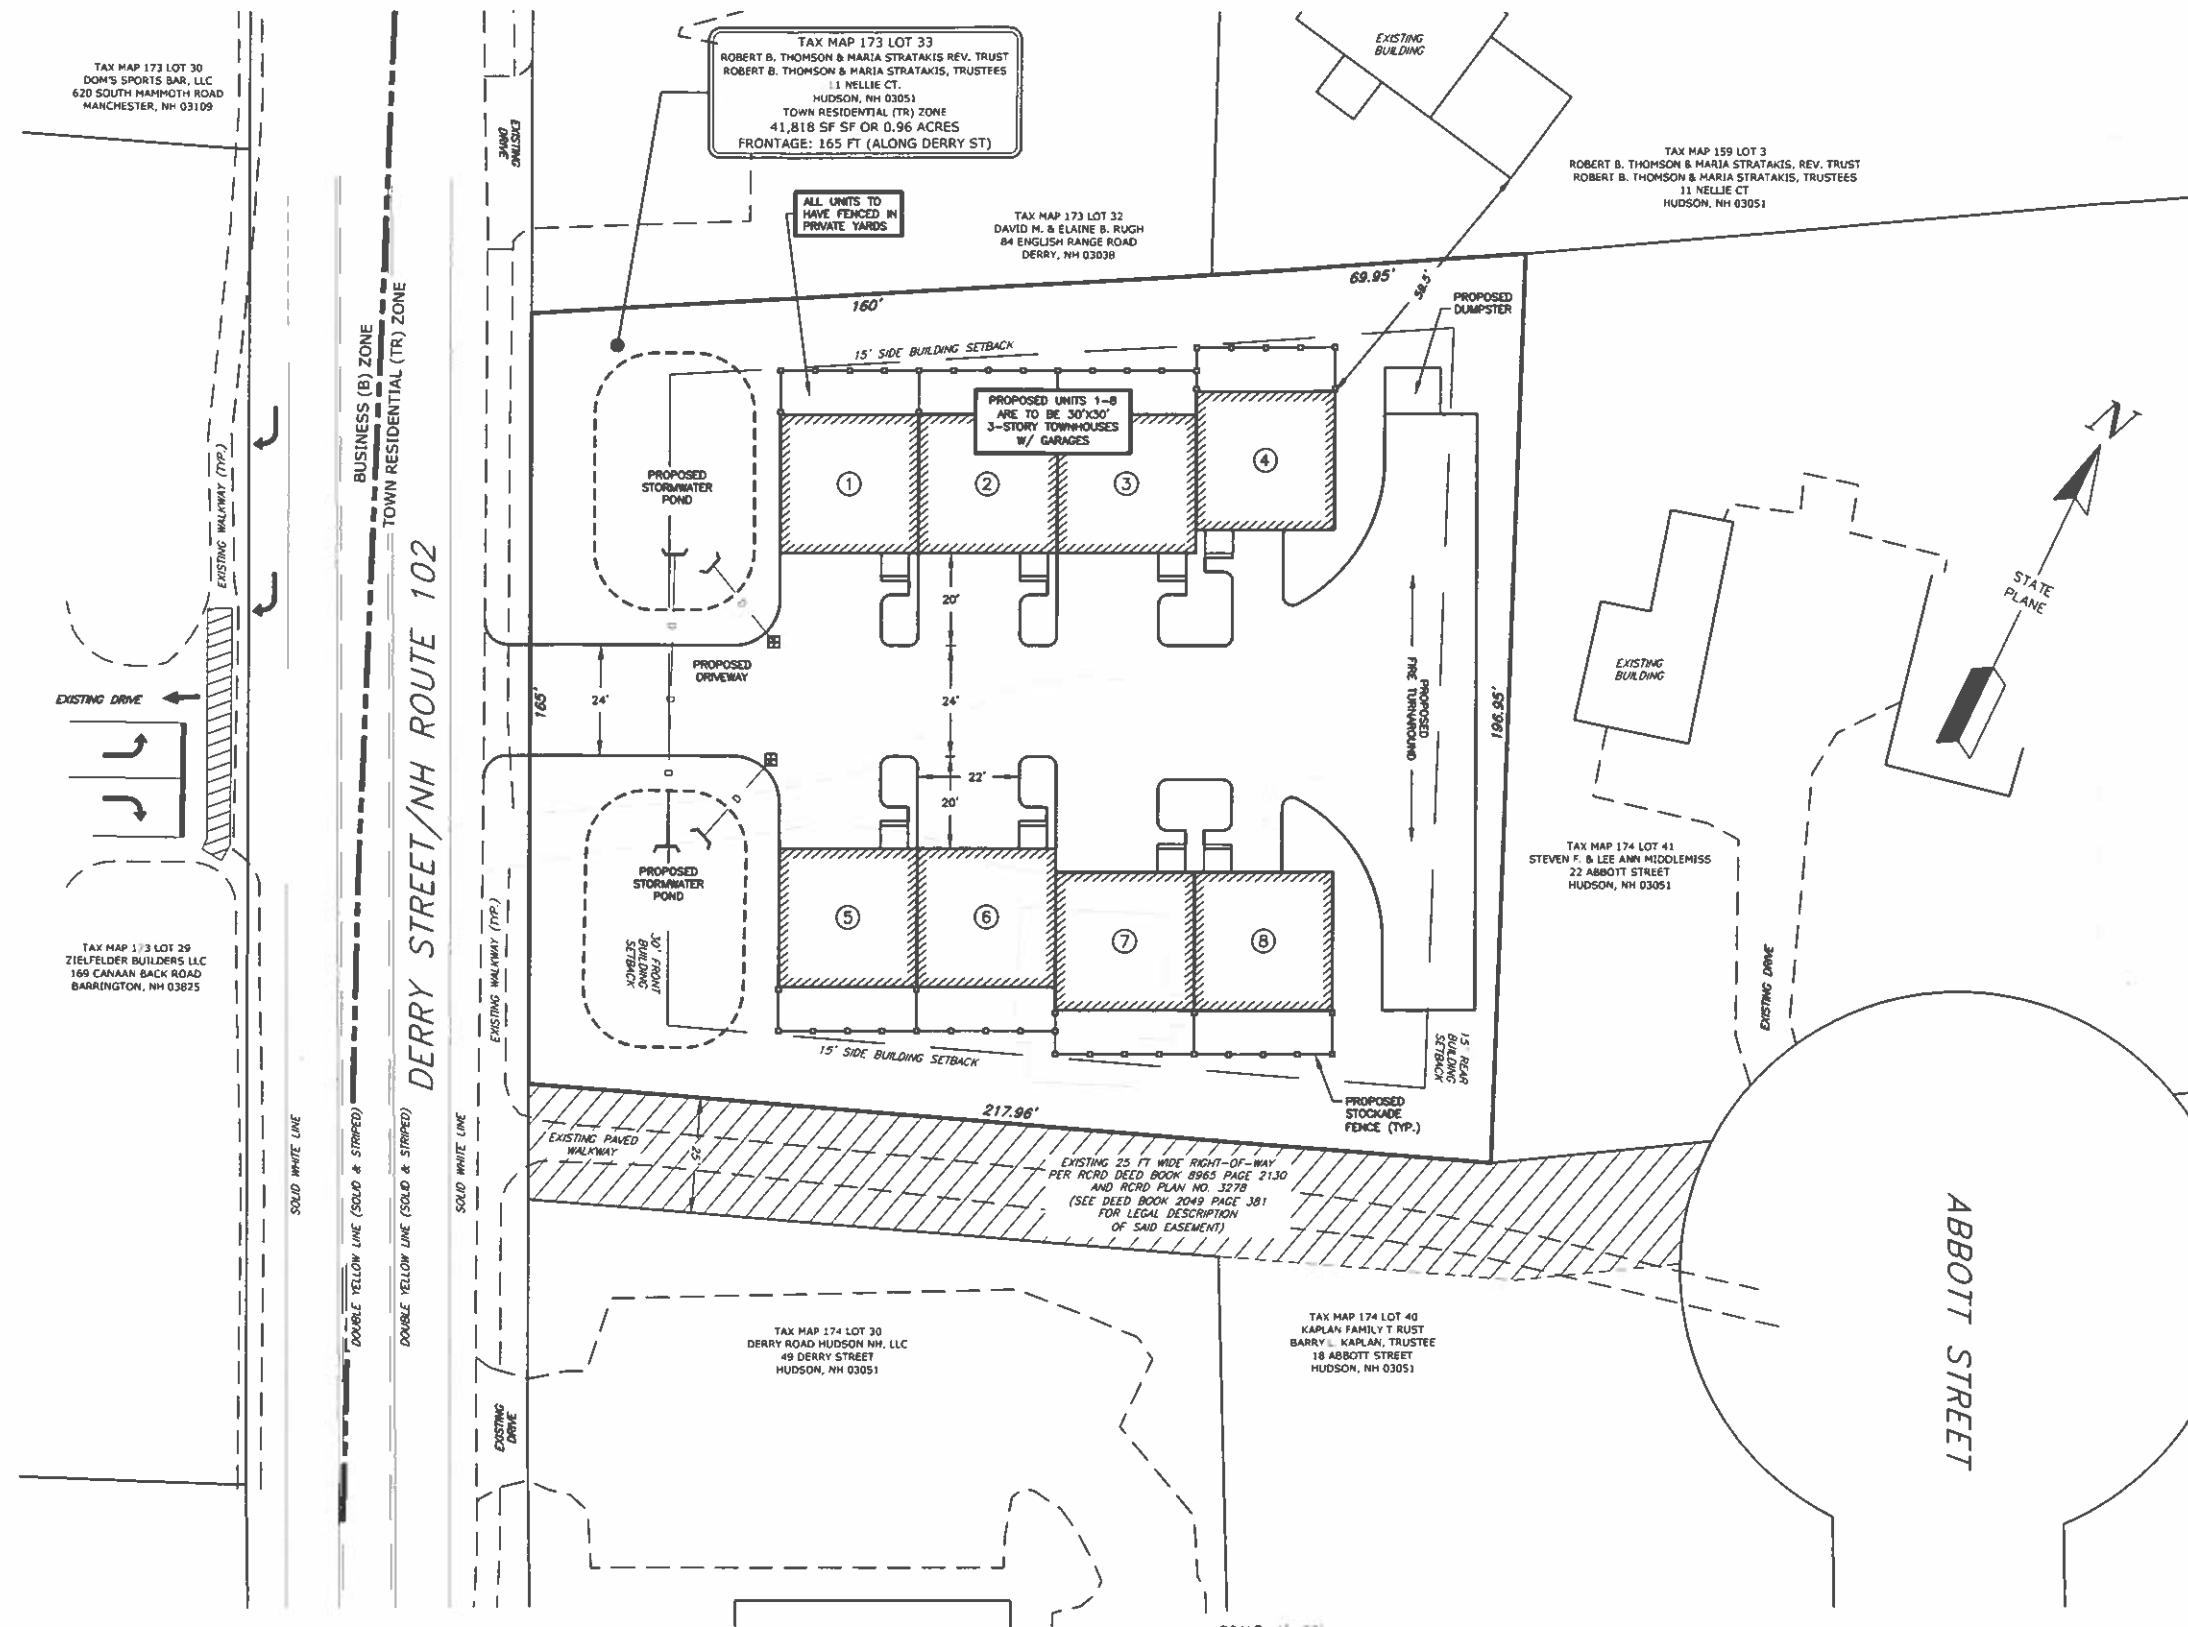 TAX MAP 173 LOT 30
DOM'S SPORTS BAR, LLC
620 SOUTH MAMMOTH ROAD
MANCHESTER, NH 03109
TAX MAP 173 LOT 33
ROBERT B. THOMSON & MARIA STRATAKIS REV. TRUST
ROBERT B. THOMSON & MARIA STRATAKIS, TRUSTEES
11 NELLIE CT.
HUDSON, NH 03051
TOWN RESIDENTIAL (TR) ZONE
41,818 SF SF OR 0.96 ACRES
FRONTAGE: 165 FT (ALONG DERRY ST)
EXISTING
BUILDING
EXISTING
DRIVE
TAX MAP 159 LOT 3
ROBERT B. THOMSON & MARIA STRATAKIS, REV. TRUST
ROBERT B. THOMSON & MARIA STRATAKIS, TRUSTEES
11 NELLIE CT
HUDSON, NH 03051
ALL UNITS TO
HAVE FENCED IN
PRIVATE YARDS
TAX MAP 173 LOT 32
DAVID M. & ELAINE B. RUGH
84 ENGLISH RANGE ROAD
DERRY, NH 03038
160'
69.95'
58.5'
PROPOSED
DUMPSTER
15' SIDE BUILDING SETBACK
BUSINESS (B) ZONE
TOWN RESIDENTIAL (TR) ZONE
EXISTING WALKWAY (TYP.)
DERRY STREET/NH ROUTE 102
PROPOSED UNITS 1-8
ARE TO BE 30'X30'
3-STORY TOWNHOUSES
W/ GARAGES
PROPOSED
STORMWATER
POND
1
2
3
4
N
STATE
PLANE
20'
PROPOSED
DRIVEWAY
24'
24'
165'
PROPOSED
FIRE TURNAROUND
196.95'
EXISTING
BUILDING
EXISTING DRIVE
22'
20'
PROPOSED
STORMWATER
POND
5
6
7
8
30' FRONT
BUILDING
SETBACK
TAX MAP 174 LOT 41
STEVEN F. & LEE ANN MIDDLEMISS
22 ABBOTT STREET
HUDSON, NH 03051
TAX MAP 173 LOT 29
ZIELFELDER BUILDERS LLC
169 CANAAN BACK ROAD
BARRINGTON, NH 03825
EXISTING WALKWAY (TYP.)
EXISTING DRIVE
15' SIDE BUILDING SETBACK
15' REAR
BUILDING
SETBACK
PROPOSED
STOCKADE
FENCE (TYP.)
217.96'
EXISTING PAVED
WALKWAY
25'
EXISTING 25 FT WIDE RIGHT-OF-WAY
PER RCRD DEED BOOK 8965 PAGE 2130
AND RCRD PLAN NO. 3278
(SEE DEED BOOK 2049 PAGE 381
FOR LEGAL DESCRIPTION
OF SAID EASEMENT)
SOLID WHITE LINE
DOUBLE YELLOW LINE (SOLID & STRIPED)
DOUBLE YELLOW LINE (SOLID & STRIPED)
SOLID WHITE LINE
ABBOTT STREET
TAX MAP 174 LOT 30
DERRY ROAD HUDSON NH, LLC
49 DERRY STREET
HUDSON, NH 03051
TAX MAP 174 LOT 40
KAPLAN FAMILY T RUST
BARRY L. KAPLAN, TRUSTEE
18 ABBOTT STREET
HUDSON, NH 03051
EXISTING
DRIVE